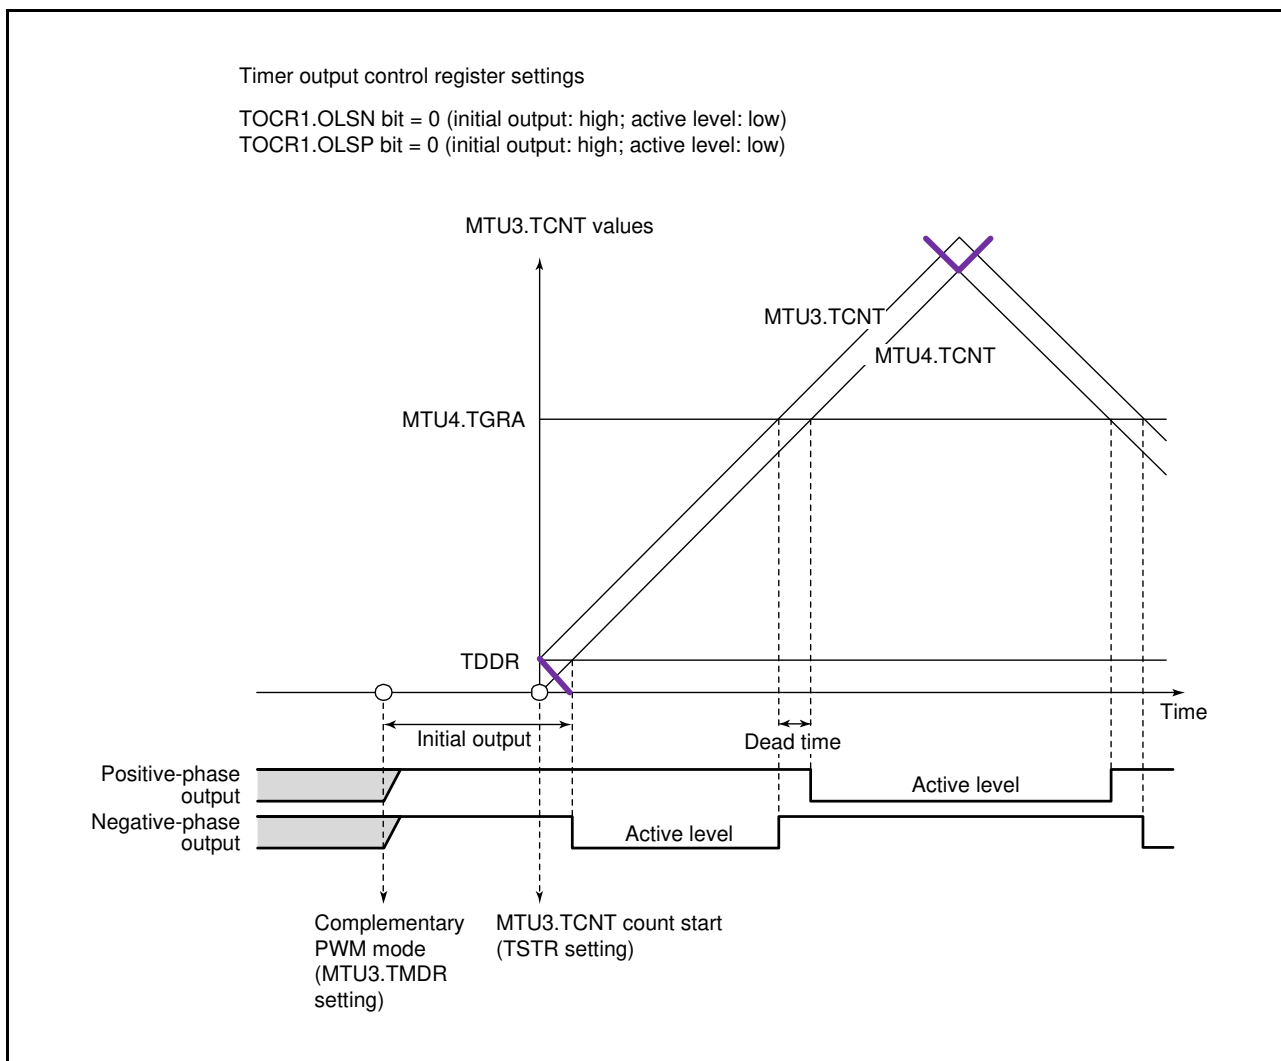 Timer output control register settings
TOCR1.OLSN bit = 0 (initial output: high; active level: low)
TOCR1.OLSP bit = 0 (initial output: high; active level: low)
MTU3.TCNT values
MTU3.TCNT
MTU4.TCNT
MTU4.TGRA
TDDR
Time
Initial output
Dead time
Positive-phase
output
Active level
Negative-phase
output
Active level
Complementary
PWM mode
(MTU3.TMDR
setting)
MTU3.TCNT count start
(TSTR setting)